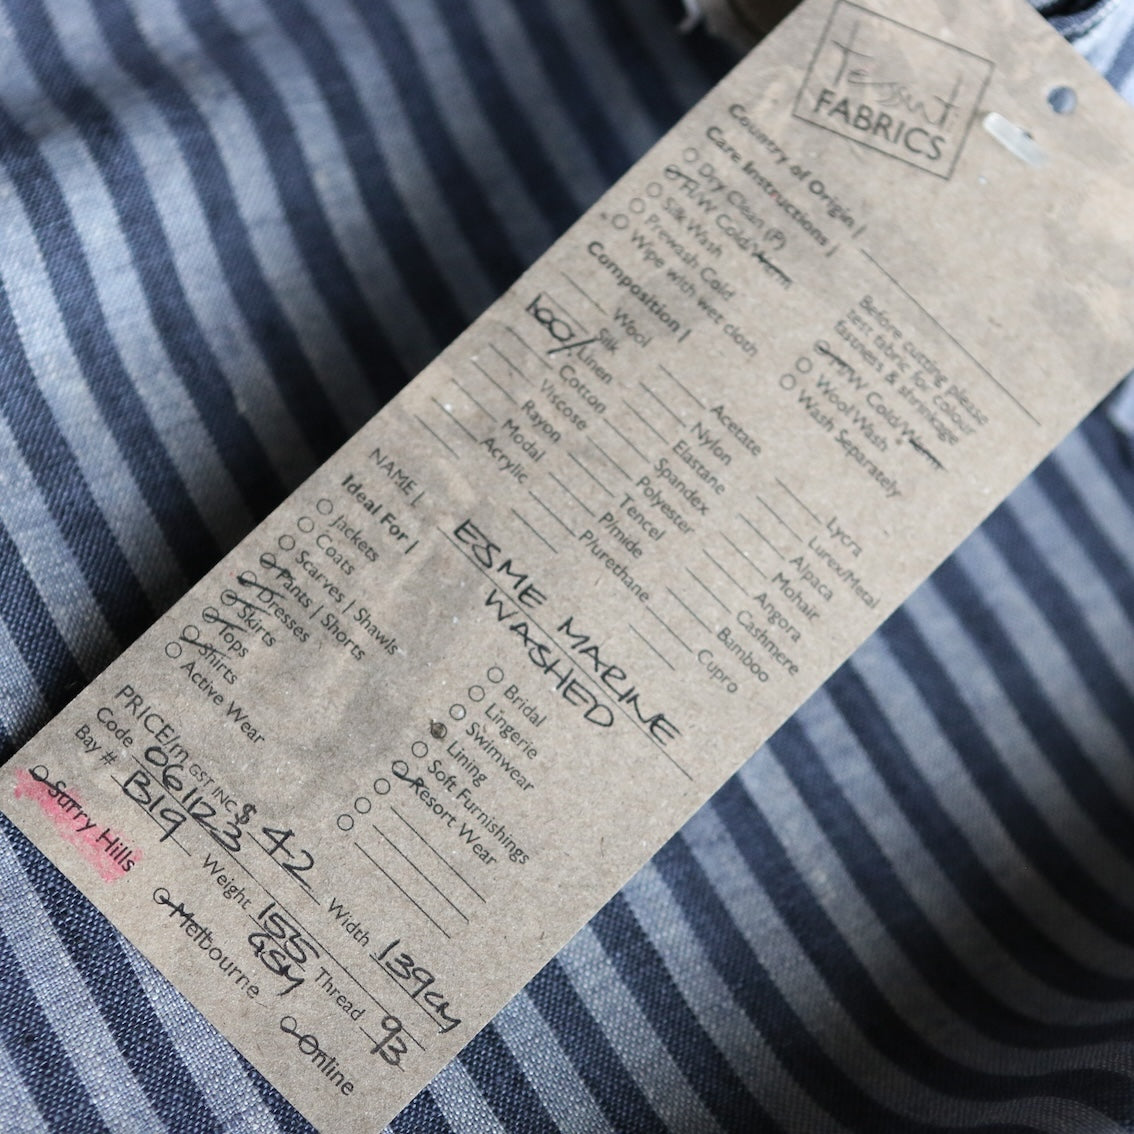 Tessuti
FABRICS
Country of Origin |
Care Instructions |
Dry Clean (P)
H/W Cold/Warm
Silk Wash
Prewash Cold
Wipe with wet cloth
Before cutting please
test fabric for colour
fastness & shrinkage
H/W Cold/Warm
Wool Wash
Wash Separately
Composition |
Wool
Silk
100% Linen
Cotton
Viscose
Rayon
Modal
Acrylic
Acetate
Nylon
Elastane
Spandex
Polyester
Tencel
P/mide
P/urethane
Lycra
Lurex/Metal
Alpaca
Mohair
Angora
Cashmere
Bamboo
Cupro
NAME | ESME MARINE
WASHED
Ideal For |
Jackets
Coats
Scarves | Shawls
Pants | Shorts
Dresses
Skirts
Tops
Shirts
Active Wear
Bridal
Lingerie
Swimwear
Lining
Soft Furnishings
Resort Wear
PRICE/m GST INC. $42
Code 06123 Width 139cm
Bay # B19 Weight 155 GSM Thread 93
Surry Hills Melbourne Online